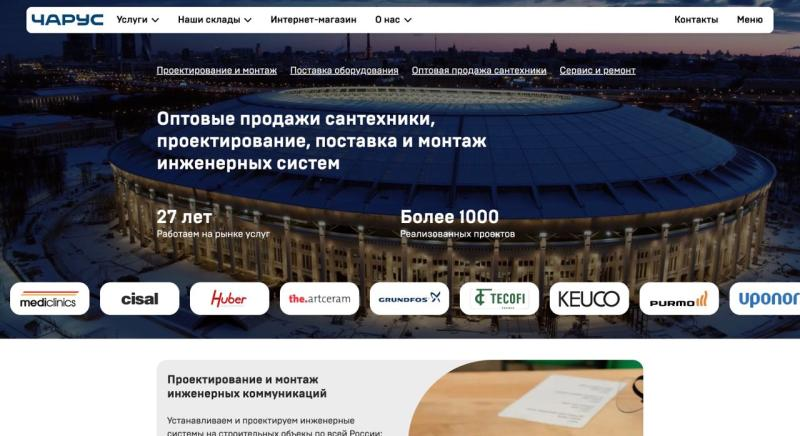 ЧАРУС Услуги Наши склады Интернет-магазин О нас Контакты Меню
Проектирование и монтаж Поставка оборудования Оптовая продажа сантехники Сервис и ремонт
Оптовые продажи сантехники,
проектирование, поставка и монтаж
инженерных систем
27 лет Более 1000
Работаем на рынке услуг Реализованных проектов
mediclinics cisal Huber the.artceram GRUNDFOS TECOFI KEUCO PURMO uponor
Проектирование и монтаж
инженерных коммуникаций
Устанавливаем и проектируем инженерные
системы на строительных объекы по всей России: